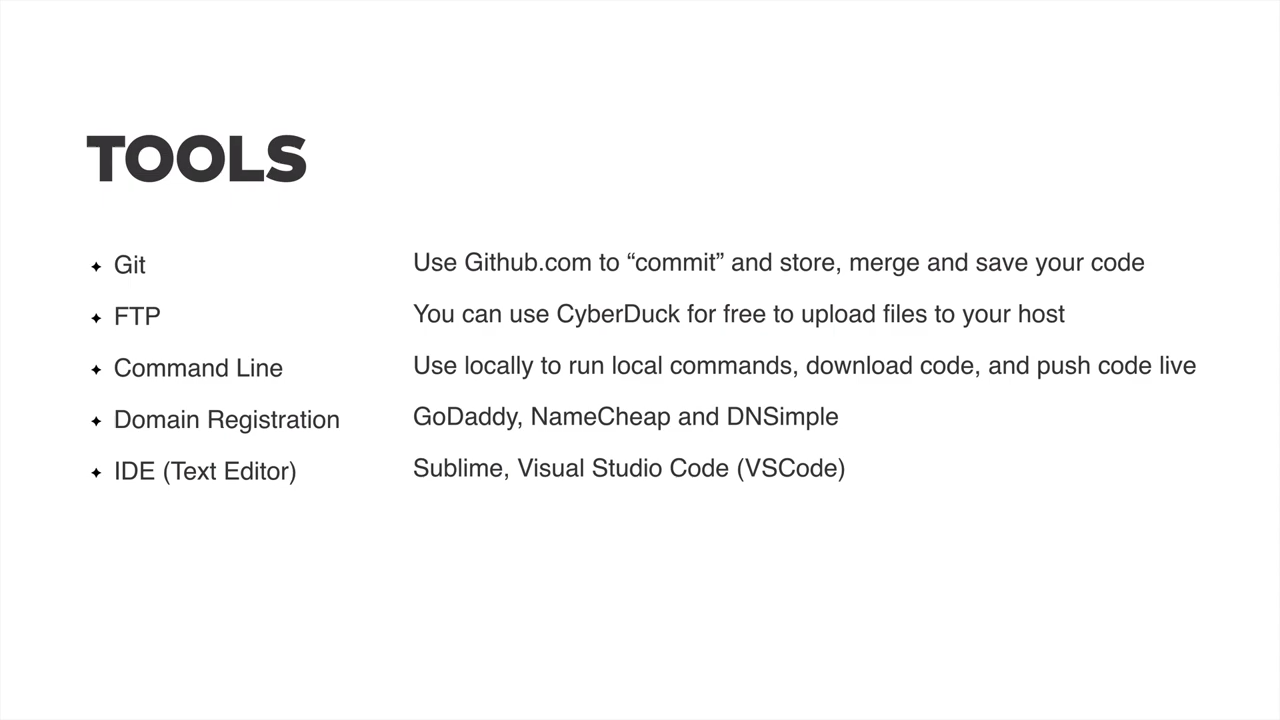 TOOLS
✦ Git Use Github.com to “commit” and store, merge and save your code
✦ FTP You can use CyberDuck for free to upload files to your host
✦ Command Line Use locally to run local commands, download code, and push code live
✦ Domain Registration GoDaddy, NameCheap and DNSimple
✦ IDE (Text Editor) Sublime, Visual Studio Code (VSCode)